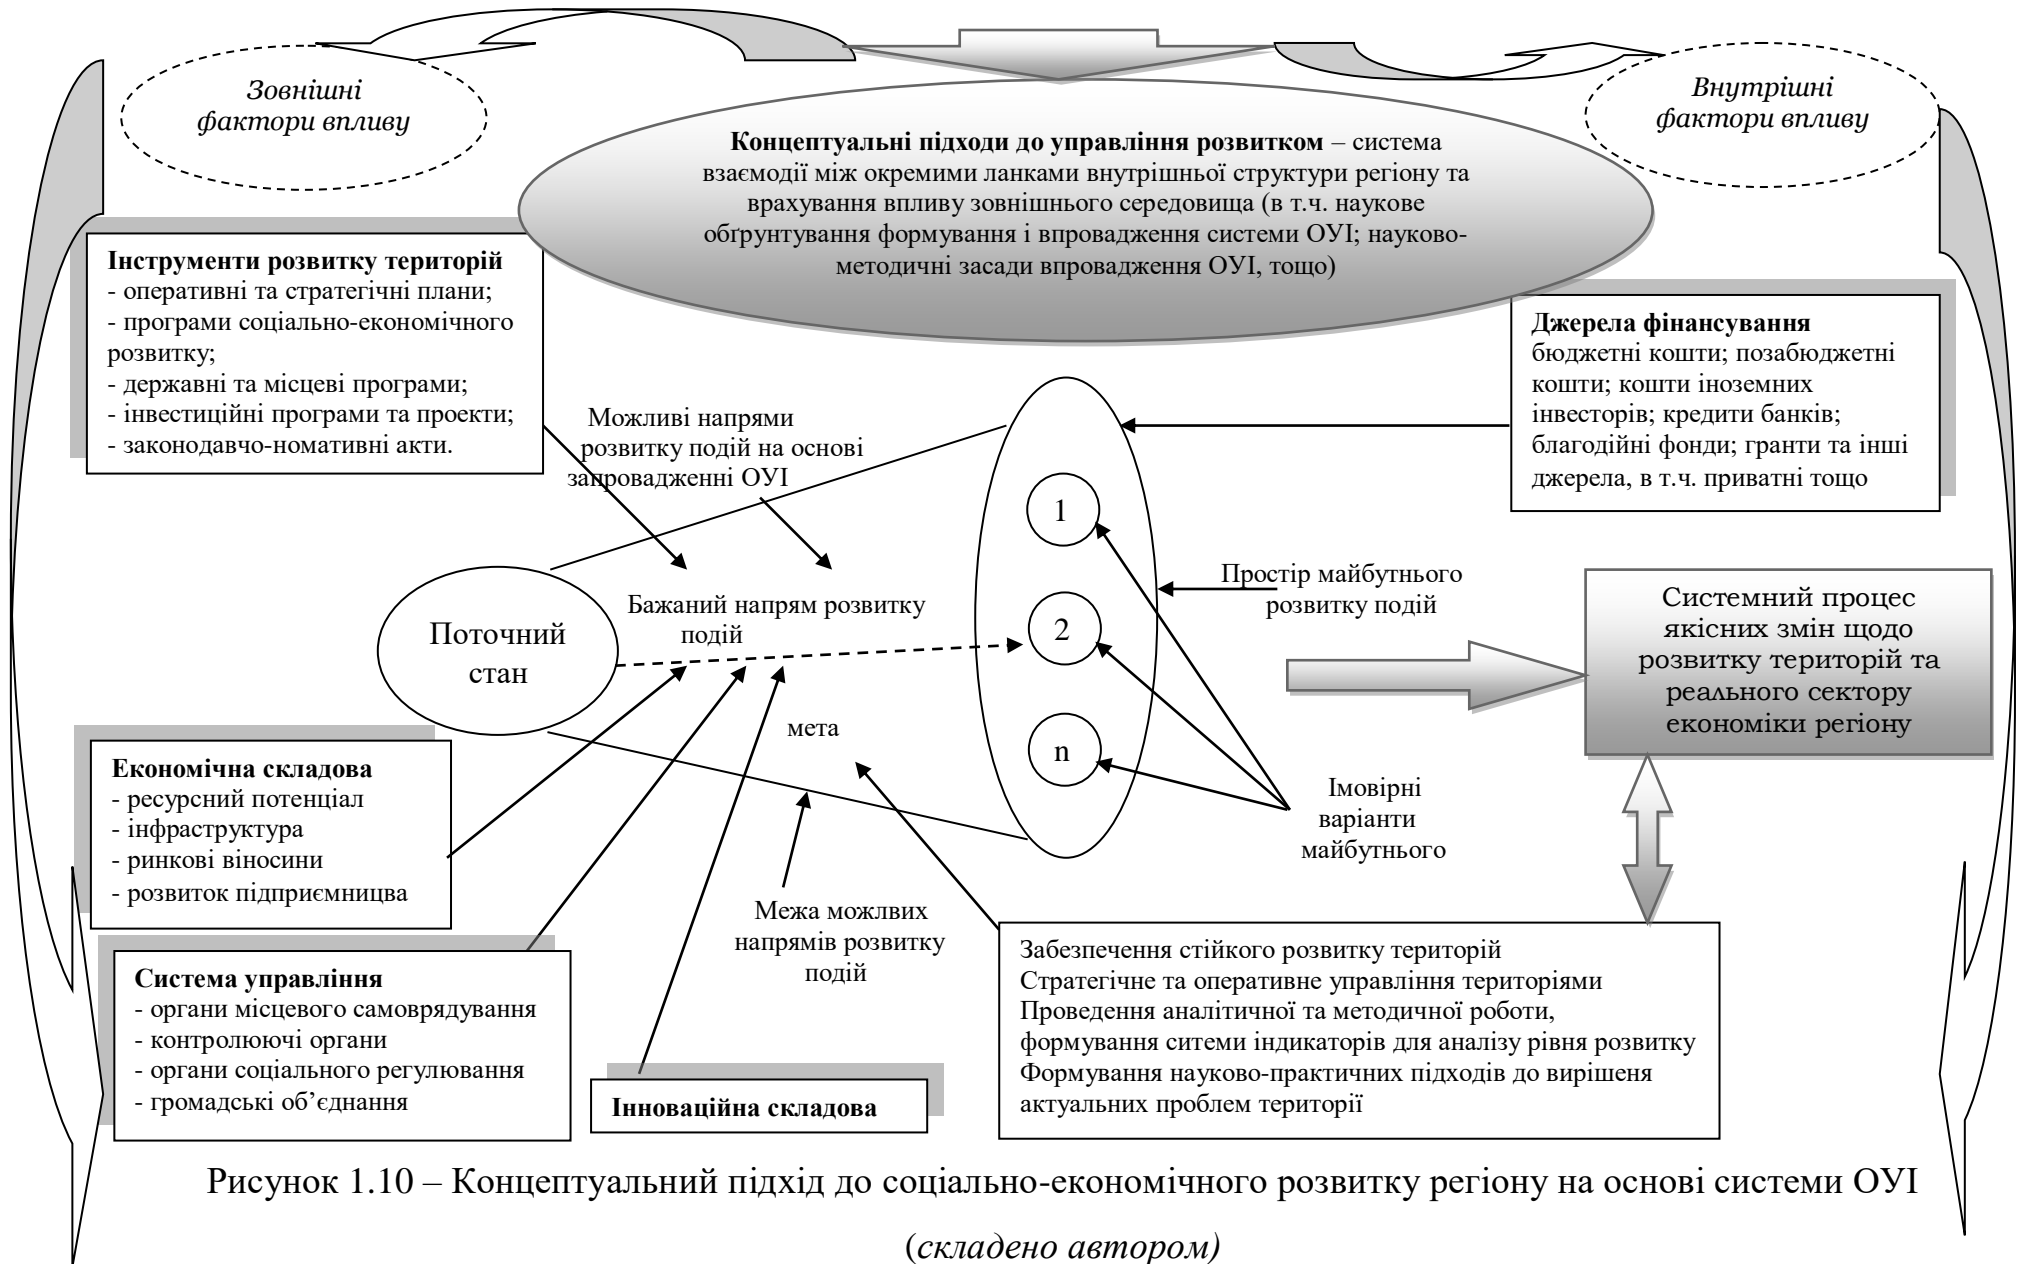 Зовнішні
фактори впливу
Внутрішні
фактори впливу
Концептуальні підходи до управління розвитком – система
взаємодії між окремими ланками внутрішньої структури регіону та
врахування впливу зовнішнього середовища (в т.ч. наукове
обґрунтування формування і впровадження системи ОУІ; науково-
методичні засади впровадження ОУІ, тощо)
Інструменти розвитку територій
- оперативні та стратегічні плани;
- програми соціально-економічного
розвитку;
- державні та місцеві програми;
- інвестиційні програми та проекти;
- законодавчо-номативні акти.
Джерела фінансування
бюджетні кошти; позабюджетні
кошти; кошти іноземних
інвесторів; кредити банків;
благодійні фонди; гранти та інші
джерела, в т.ч. приватні тощо
Можливі напрями
розвитку подій на основі
запровадженні ОУІ
1
2
n
Поточний
стан
Бажаний напрям розвитку
подій
мета
Простір майбутнього
розвитку подій
Системний процес
якісних змін щодо
розвитку територій та
реального сектору
економіки регіону
Імовірні
варіанти
майбутнього
Економічна складова
- ресурсний потенціал
- інфраструктура
- ринкові віносини
- розвиток підприємницва
Межа можлвих
напрямів розвитку
подій
Система управління
- органи місцевого самоврядування
- контролюючі органи
- органи соціального регулювання
- громадські об’єднання
Інноваційна складова
Забезпечення стійкого розвитку територій
Стратегічне та оперативне управління територіями
Проведення аналітичної та методичної роботи,
формування ситеми індикаторів для аналізу рівня розвитку
Формування науково-практичних підходів до вирішеня
актуальних проблем території
Рисунок 1.10 – Концептуальний підхід до соціально-економічного розвитку регіону на основі системи ОУІ
(складено автором)